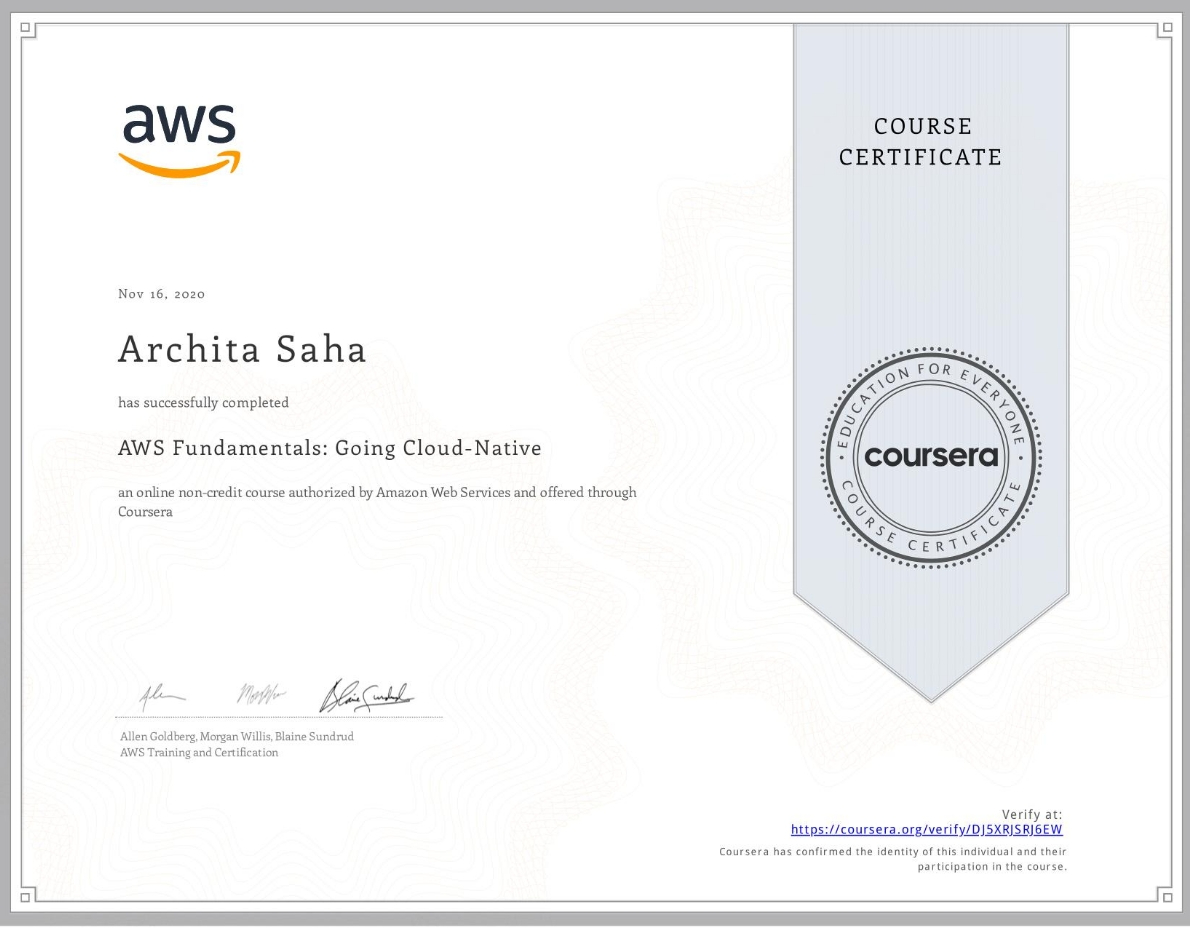 aws
COURSE
CERTIFICATE
Nov 16, 2020
Archita Saha
has successfully completed
AWS Fundamentals: Going Cloud-Native
an online non-credit course authorized by Amazon Web Services and offered through
Coursera
EDUCATION FOR EVERYONE
coursera
COURSE CERTIFICATE
Allen Goldberg, Morgan Willis, Blaine Sundrud
AWS Training and Certification
Verify at:
https://coursera.org/verify/DJ5XRJSRJ6EW
Coursera has confirmed the identity of this individual and their
participation in the course.